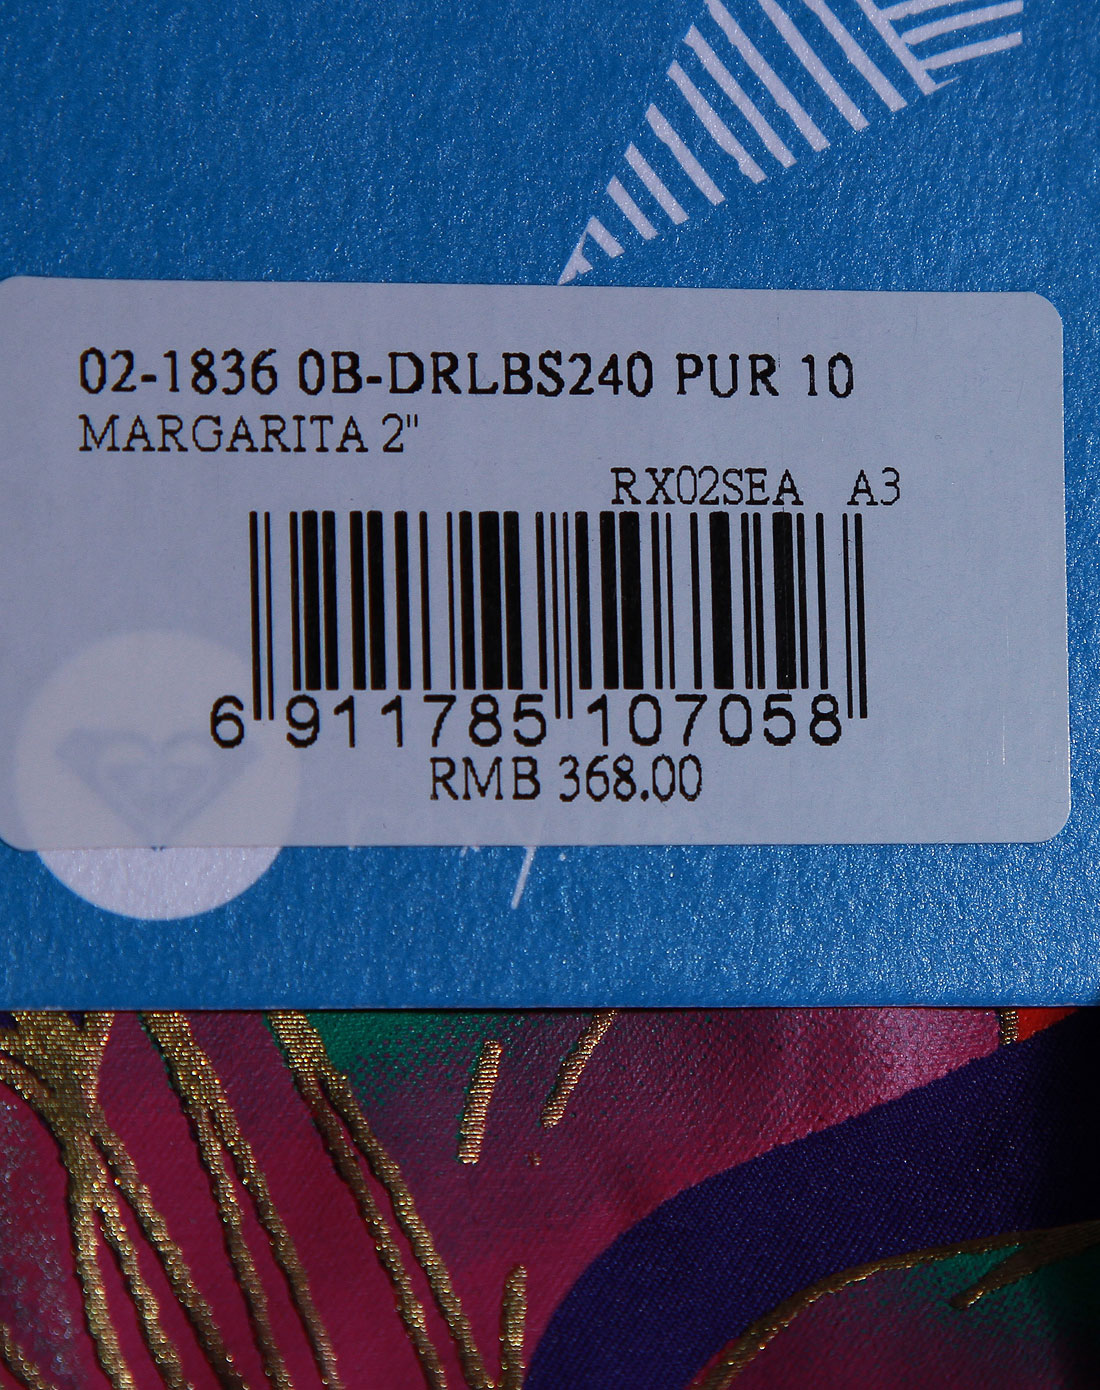 02-1836 0B-DRLBS240 PUR 10
MARGARITA 2"
RX02SEA A3
6 911785 107058
RMB 368.00